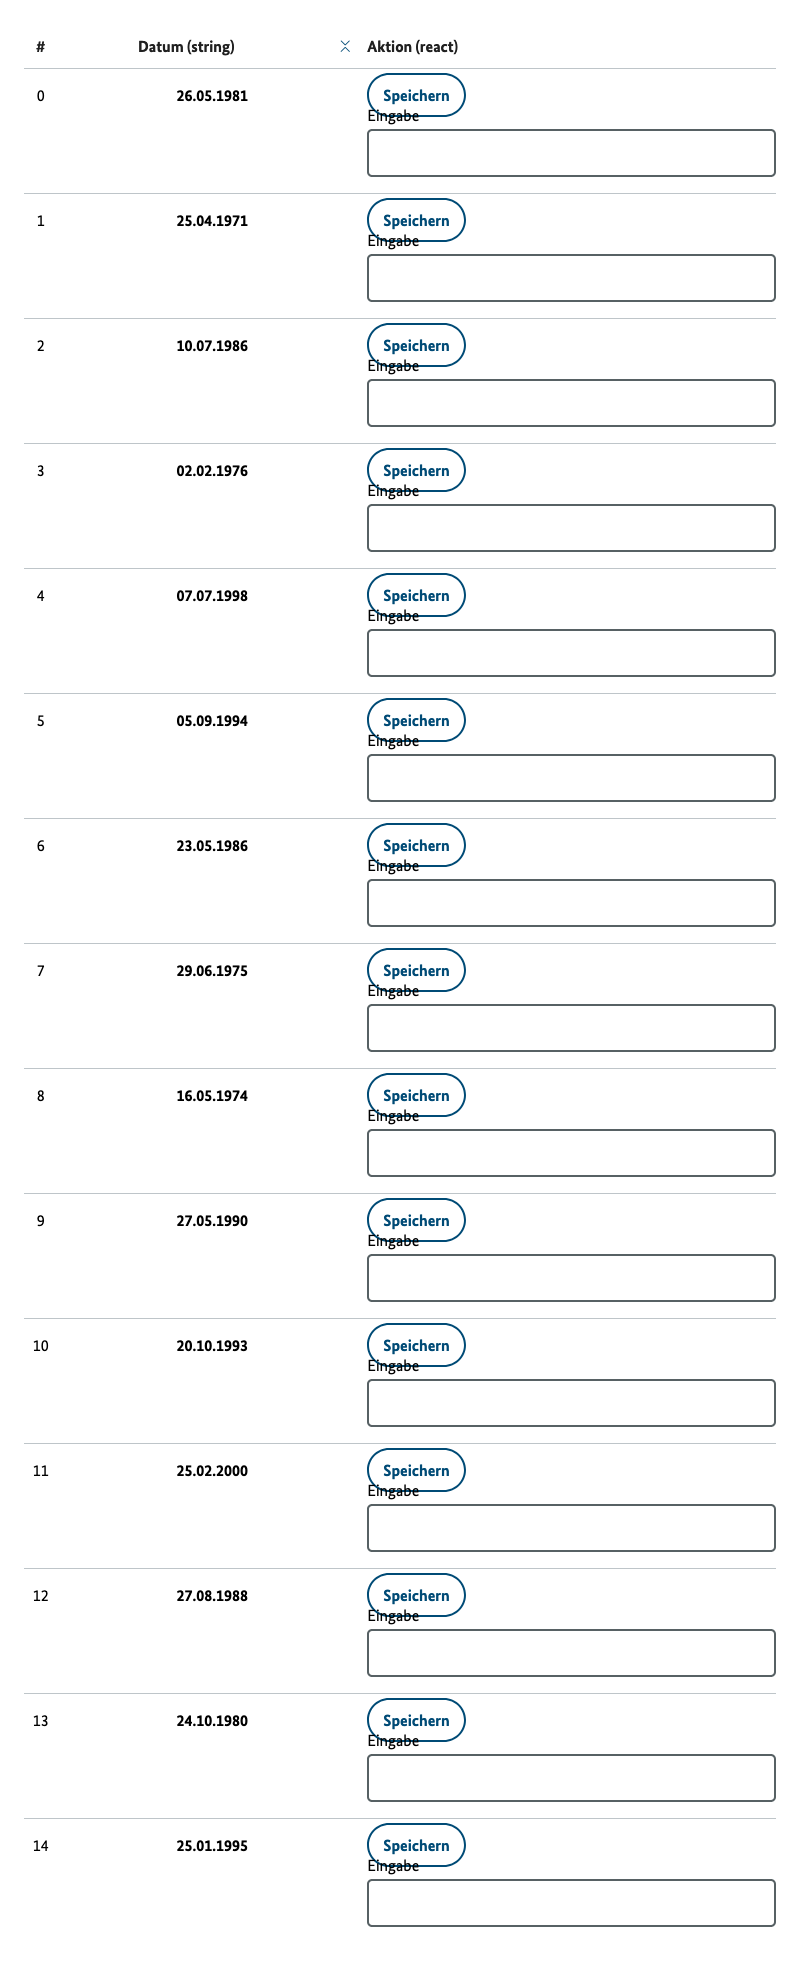 # Datum (string) Aktion (react)
0 26.05.1981 Speichern
Eingabe
1 25.04.1971 Speichern
Eingabe
2 10.07.1986 Speichern
Eingabe
3 02.02.1976 Speichern
Eingabe
4 07.07.1998 Speichern
Eingabe
5 05.09.1994 Speichern
Eingabe
6 23.05.1986 Speichern
Eingabe
7 29.06.1975 Speichern
Eingabe
8 16.05.1974 Speichern
Eingabe
9 27.05.1990 Speichern
Eingabe
10 20.10.1993 Speichern
Eingabe
11 25.02.2000 Speichern
Eingabe
12 27.08.1988 Speichern
Eingabe
13 24.10.1980 Speichern
Eingabe
14 25.01.1995 Speichern
Eingabe